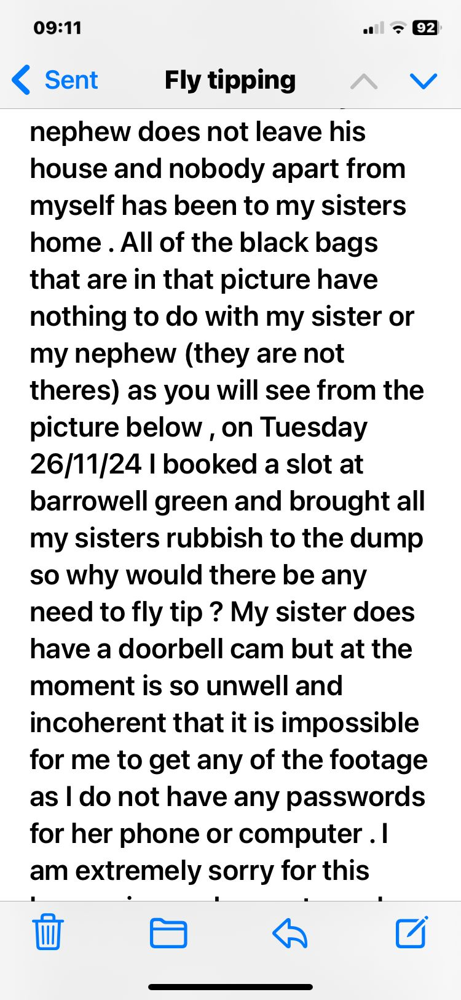 09:11
92
Sent
Fly tipping
nephew does not leave his
house and nobody apart from
myself has been to my sisters
home . All of the black bags
that are in that picture have
nothing to do with my sister or
my nephew (they are not
theres) as you will see from the
picture below , on Tuesday
26/11/24 I booked a slot at
barrowell green and brought all
my sisters rubbish to the dump
so why would there be any
need to fly tip ? My sister does
have a doorbell cam but at the
moment is so unwell and
incoherent that it is impossible
for me to get any of the footage
as I do not have any passwords
for her phone or computer . I
am extremely sorry for this